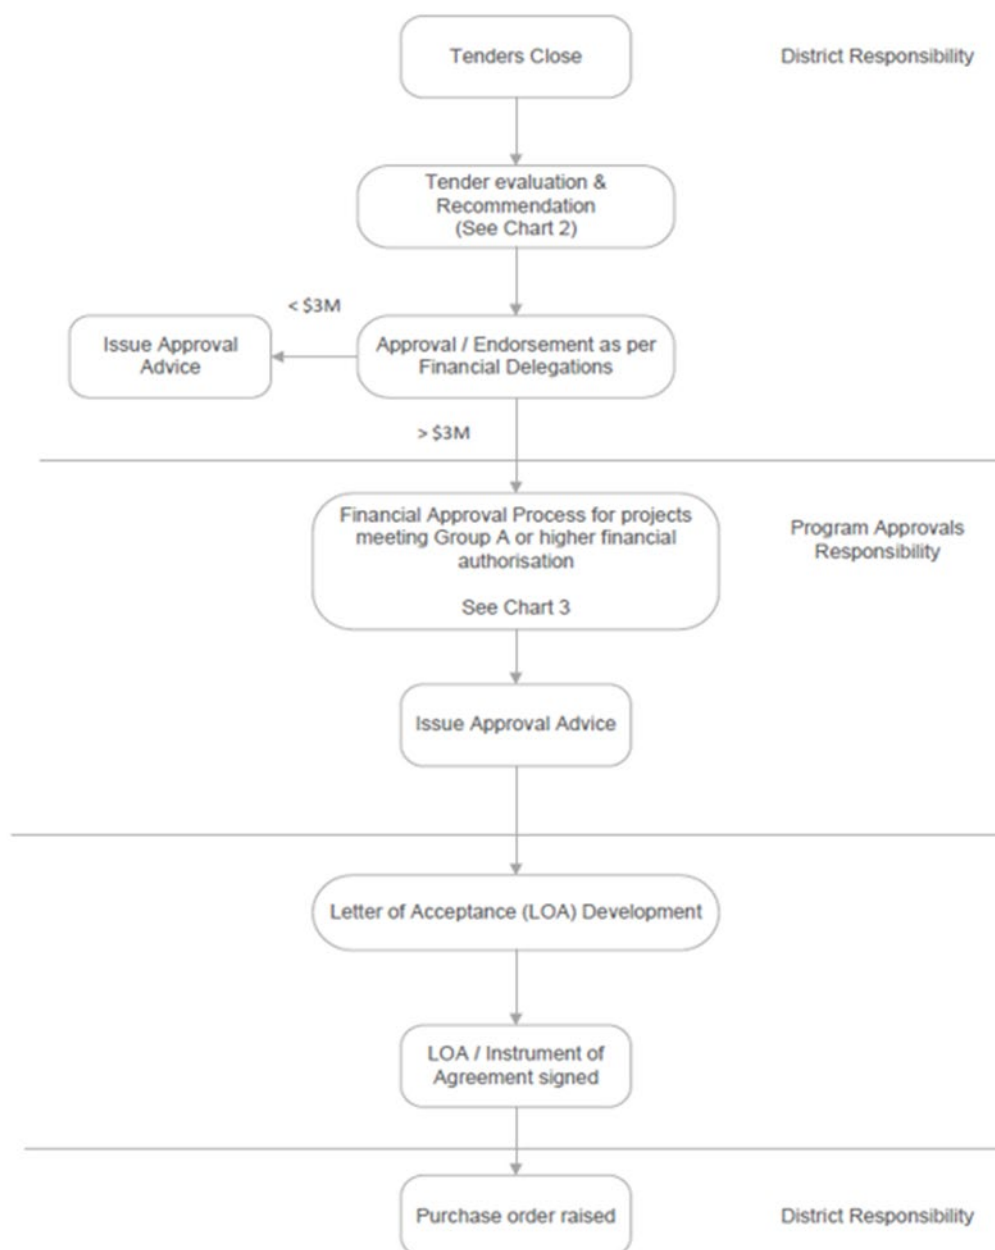 Tenders Close
District Responsibility
Tender evaluation &
Recommendation
(See Chart 2)
< $3M
Issue Approval
Advice
Approval / Endorsement as per
Financial Delegations
> $3M
Financial Approval Process for projects
meeting Group A or higher financial
authorisation
See Chart 3
Program Approvals
Responsibility
Issue Approval Advice
Letter of Acceptance (LOA) Development
LOA / Instrument of
Agreement signed
Purchase order raised
District Responsibility